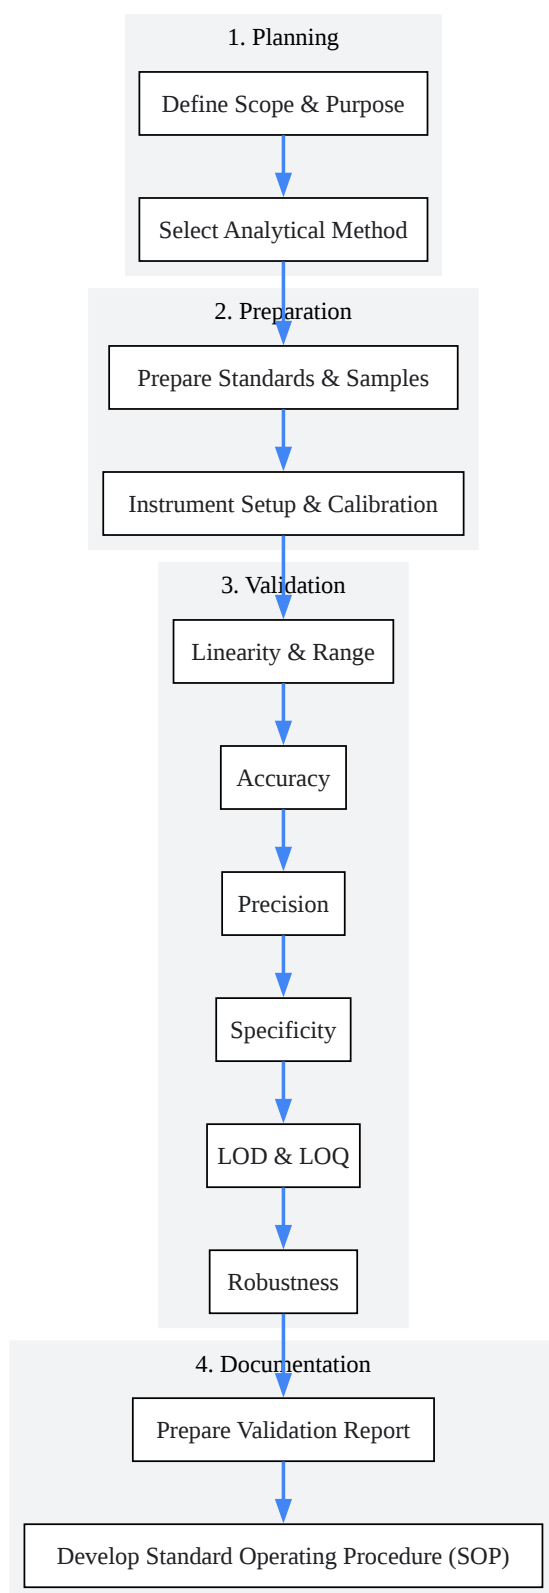 1. Planning
Define Scope & Purpose
Select Analytical Method
2. Preparation
Prepare Standards & Samples
Instrument Setup & Calibration
3. Validation
Linearity & Range
Accuracy
Precision
Specificity
LOD & LOQ
Robustness
4. Documentation
Prepare Validation Report
Develop Standard Operating Procedure (SOP)